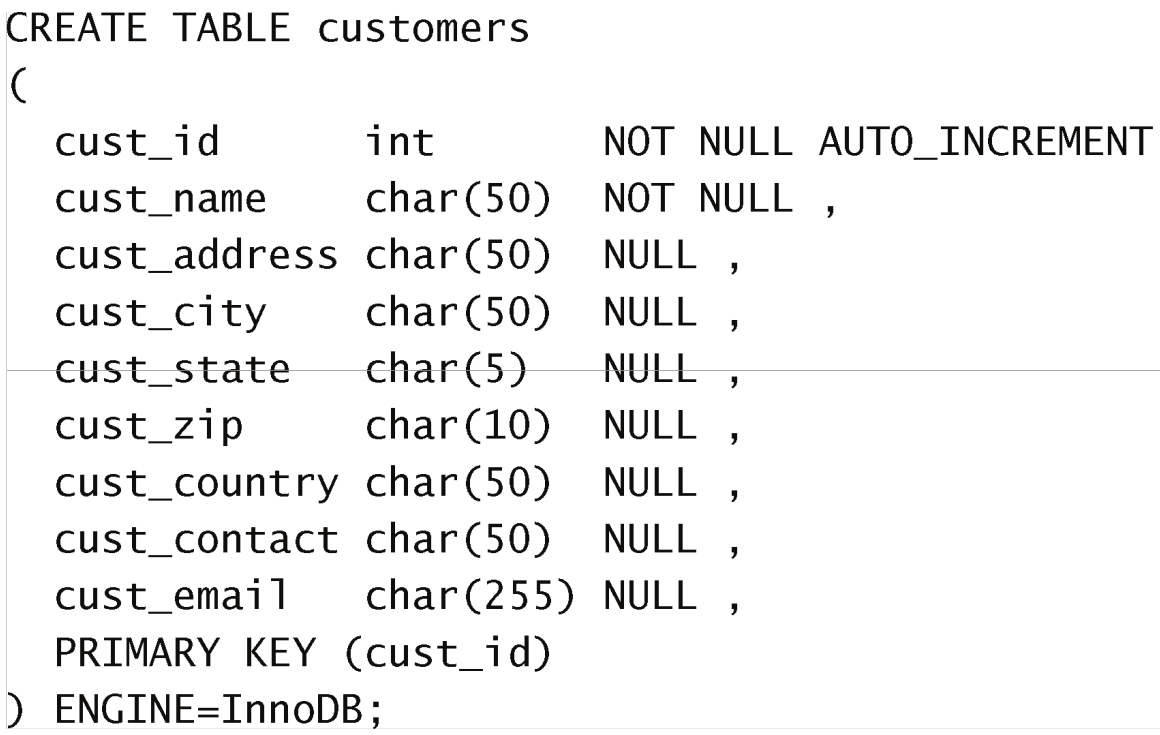 CREATE TABLE customers
(
  cust_id      int       NOT NULL AUTO_INCREMENT
  cust_name    char(50)  NOT NULL ,
  cust_address char(50)  NULL ,
  cust_city    char(50)  NULL ,
  cust_state   char(5)   NULL ,
  cust_zip     char(10)  NULL ,
  cust_country char(50)  NULL ,
  cust_contact char(50)  NULL ,
  cust_email   char(255) NULL ,
  PRIMARY KEY (cust_id)
) ENGINE=InnoDB;